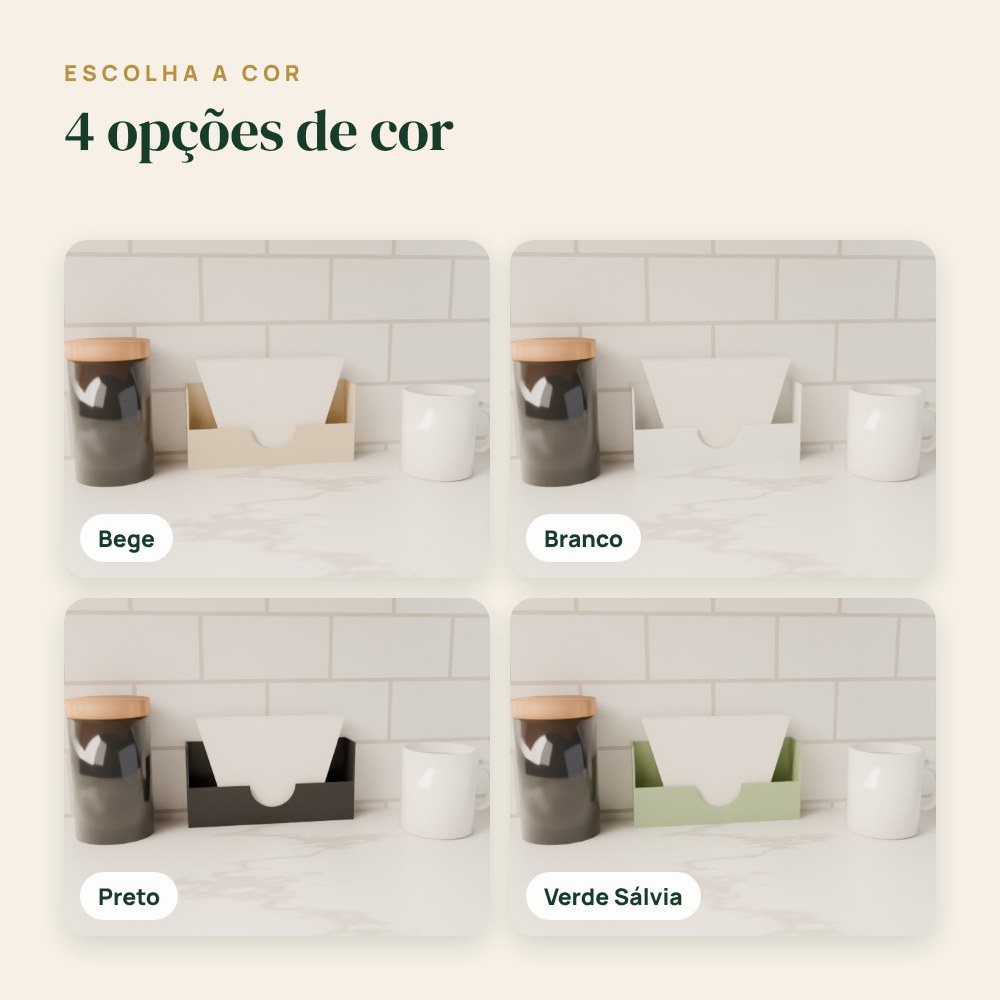 ESCOLHA A COR
4 opções de cor
Bege
Branco
Preto
Verde Sálvia